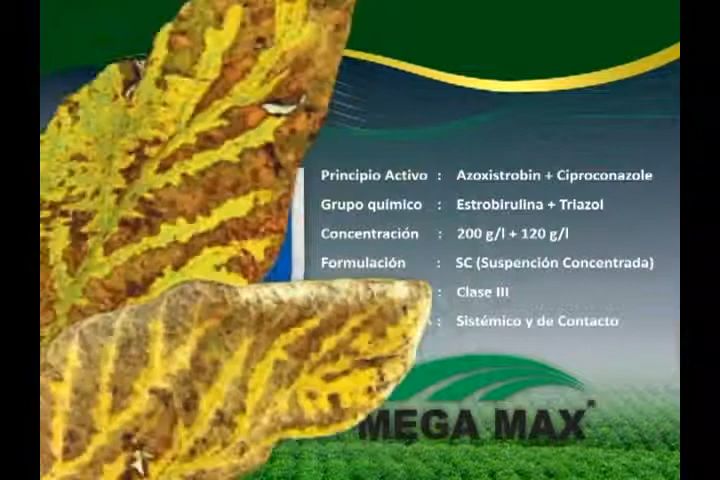 Principio Activo : Azoxistrobin + Ciproconazole
Grupo químico : Estrobirulina + Triazol
Concentración : 200 g/l + 120 g/l
Formulación : SC (Suspención Concentrada)
: Clase III
: Sistémico y de Contacto
MEGA MAX